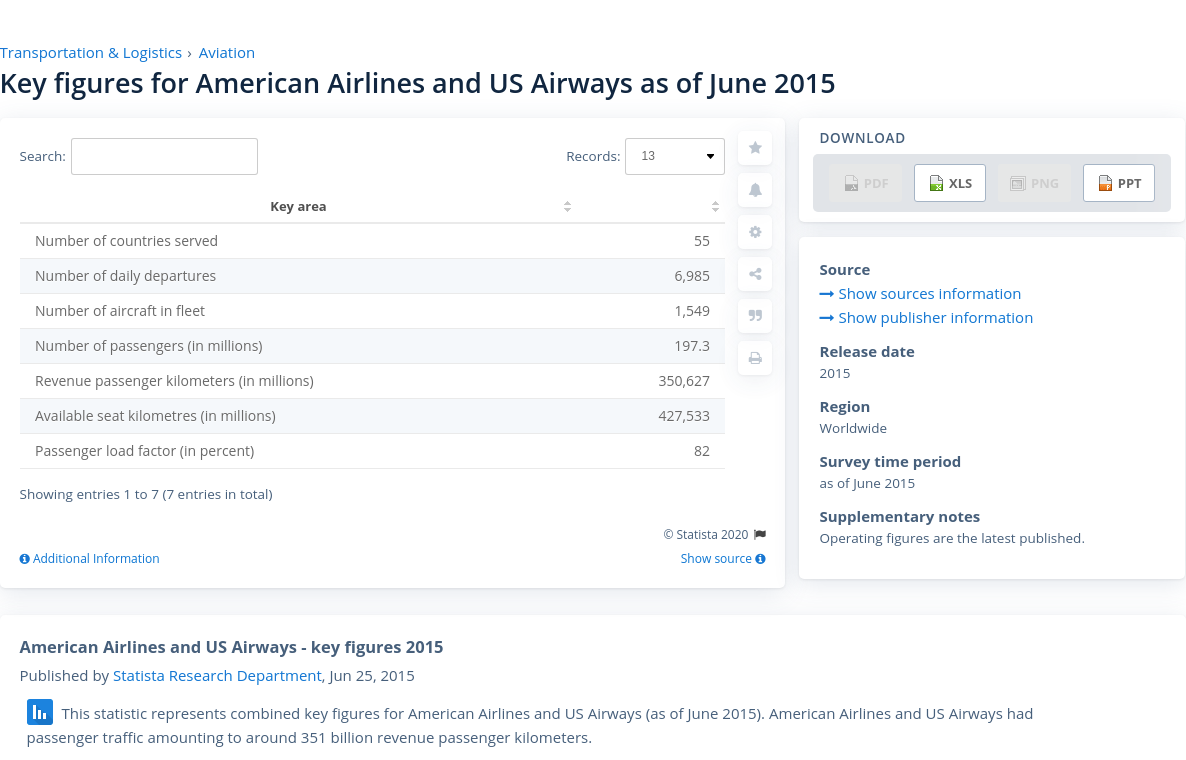 Transportation & Logistics › Aviation
Key figures for American Airlines and US Airways as of June 2015
Search:
Records: 13
Key area
Number of countries served 55
Number of daily departures 6,985
Number of aircraft in fleet 1,549
Number of passengers (in millions) 197.3
Revenue passenger kilometers (in millions) 350,627
Available seat kilometres (in millions) 427,533
Passenger load factor (in percent) 82
Showing entries 1 to 7 (7 entries in total)
© Statista 2020
Additional Information Show source
DOWNLOAD
PDF XLS PNG PPT
Source
Show sources information
Show publisher information
Release date
2015
Region
Worldwide
Survey time period
as of June 2015
Supplementary notes
Operating figures are the latest published.
American Airlines and US Airways - key figures 2015
Published by Statista Research Department, Jun 25, 2015
This statistic represents combined key figures for American Airlines and US Airways (as of June 2015). American Airlines and US Airways had
passenger traffic amounting to around 351 billion revenue passenger kilometers.